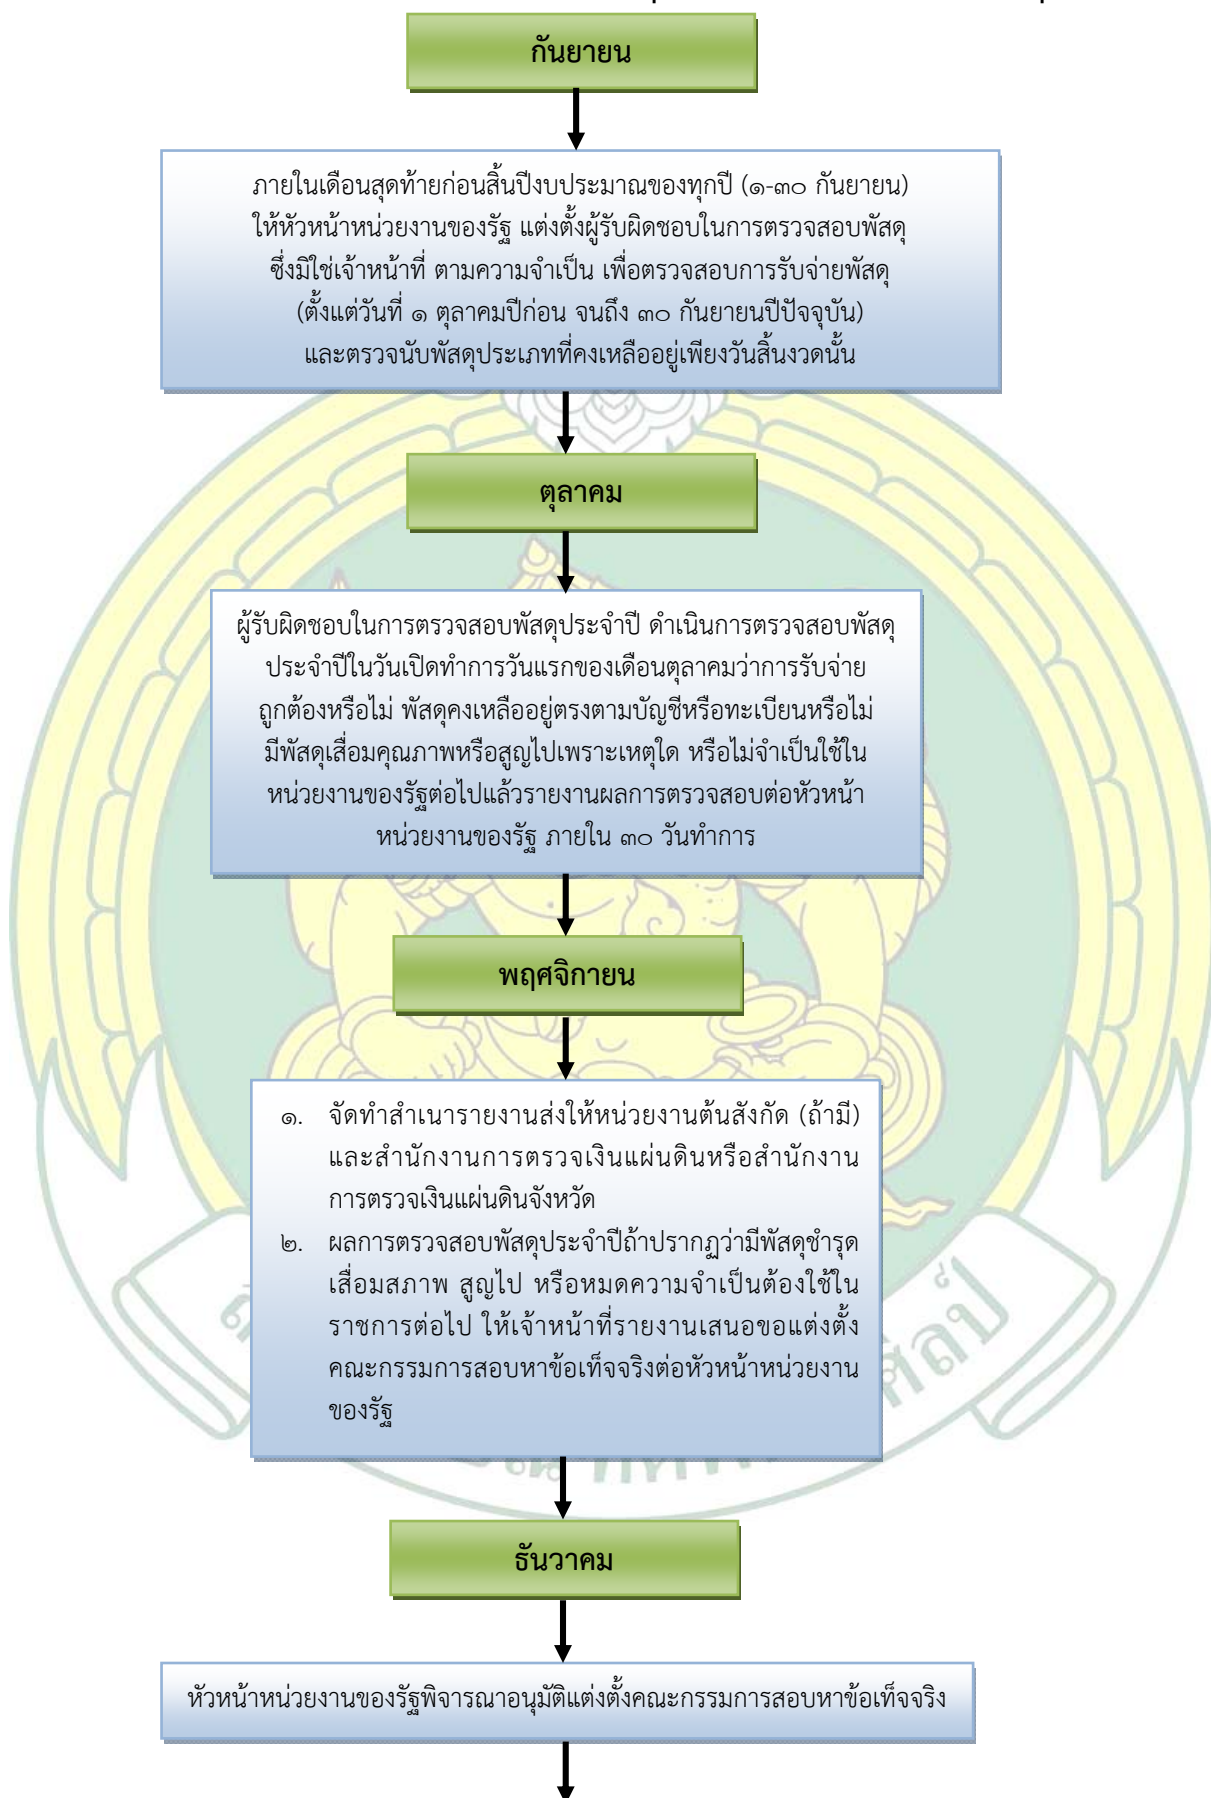 กันยายน
ภายในเดือนสุดท้ายก่อนสิ้นปีงบประมาณของทุกปี (๑-๓๐ กันยายน)
ให้หัวหน้าหน่วยงานของรัฐ แต่งตั้งผู้รับผิดชอบในการตรวจสอบพัสดุ
ซึ่งมิใช่เจ้าหน้าที่ ตามความจำเป็น เพื่อตรวจสอบการรับจ่ายพัสดุ
(ตั้งแต่วันที่ ๑ ตุลาคมปีก่อน จนถึง ๓๐ กันยายนปีปัจจุบัน)
และตรวจนับพัสดุประเภทที่คงเหลืออยู่เพียงวันสิ้นงวดนั้น
ตุลาคม
ผู้รับผิดชอบในการตรวจสอบพัสดุประจำปี ดำเนินการตรวจสอบพัสดุ
ประจำปีในวันเปิดทำการวันแรกของเดือนตุลาคมว่าการรับจ่าย
ถูกต้องหรือไม่ พัสดุคงเหลืออยู่ตรงตามบัญชีหรือทะเบียนหรือไม่
มีพัสดุเสื่อมคุณภาพหรือสูญไปเพราะเหตุใด หรือไม่จำเป็นใช้ใน
หน่วยงานของรัฐต่อไปแล้วรายงานผลการตรวจสอบต่อหัวหน้า
หน่วยงานของรัฐ ภายใน ๓๐ วันทำการ
พฤศจิกายน
๑. จัดทำสำเนารายงานส่งให้หน่วยงานต้นสังกัด (ถ้ามี)
และสำนักงานการตรวจเงินแผ่นดินหรือสำนักงาน
การตรวจเงินแผ่นดินจังหวัด
๒. ผลการตรวจสอบพัสดุประจำปีถ้าปรากฏว่ามีพัสดุชำรุด
เสื่อมสภาพ สูญไป หรือหมดความจำเป็นต้องใช้ใน
ราชการต่อไป ให้เจ้าหน้าที่รายงานเสนอขอแต่งตั้ง
คณะกรรมการสอบหาข้อเท็จจริงต่อหัวหน้าหน่วยงาน
ของรัฐ
ธันวาคม
หัวหน้าหน่วยงานของรัฐพิจารณาอนุมัติแต่งตั้งคณะกรรมการสอบหาข้อเท็จจริง